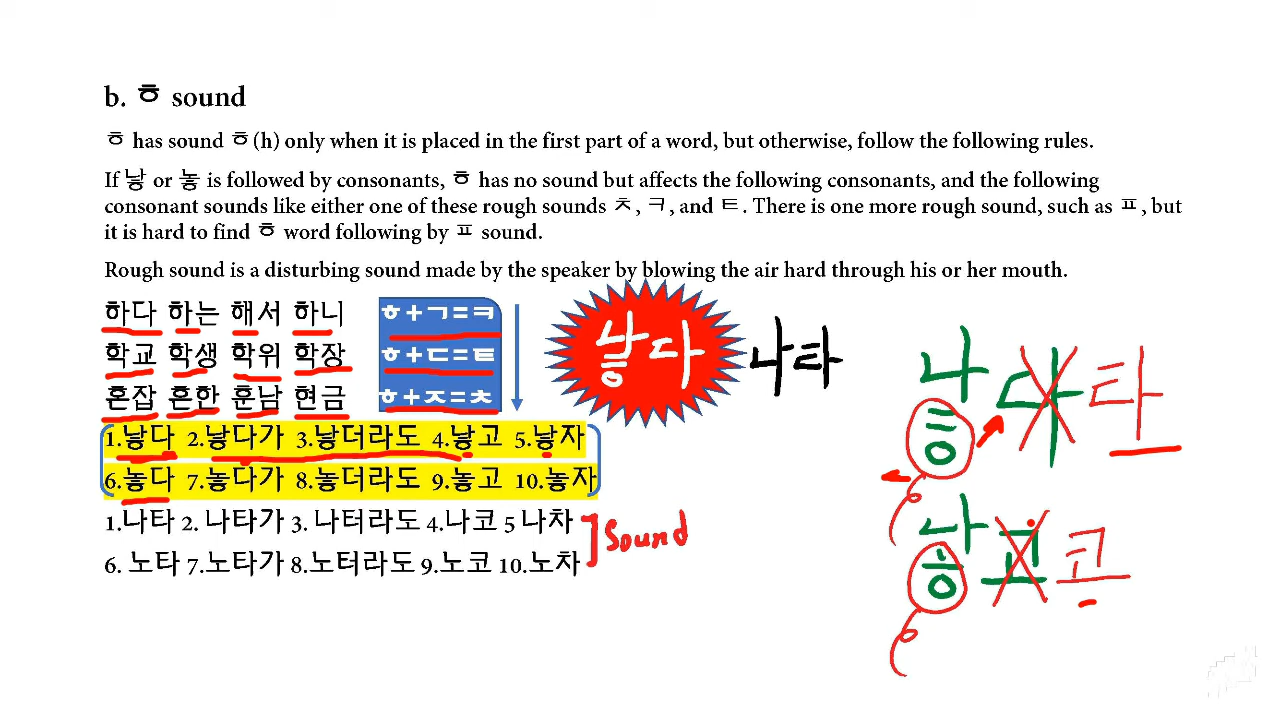 b. ㅎ sound
ㅎ has sound ㅎ(h) only when it is placed in the first part of a word, but otherwise, follow the following rules.
If 낳 or 놓 is followed by consonants, ㅎ has no sound but affects the following consonants, and the following
consonant sounds like either one of these rough sounds ㅊ, ㅋ, and ㅌ. There is one more rough sound, such as ㅍ, but
it is hard to find ㅎ word following by ㅍ sound.
Rough sound is a disturbing sound made by the speaker by blowing the air hard through his or her mouth.
하다 하는 해서 하니
학교 학생 학위 학장
혼잡 흔한 훈남 현금
ㅎ+ㄱ=ㅋ
ㅎ+ㄷ=ㅌ
ㅎ+ㅈ=ㅊ
낳다 나타
1.낳다 2.낳다가 3.낳더라도 4.낳고 5.낳자
6.놓다 7.놓다가 8.놓더라도 9.놓고 10.놓자
1.나타 2. 나타가 3. 나터라도 4.나코 5 나차
6. 노타 7.노타가 8.노터라도 9.노코 10.노차
Sound
낳 다 타
낳 고 코